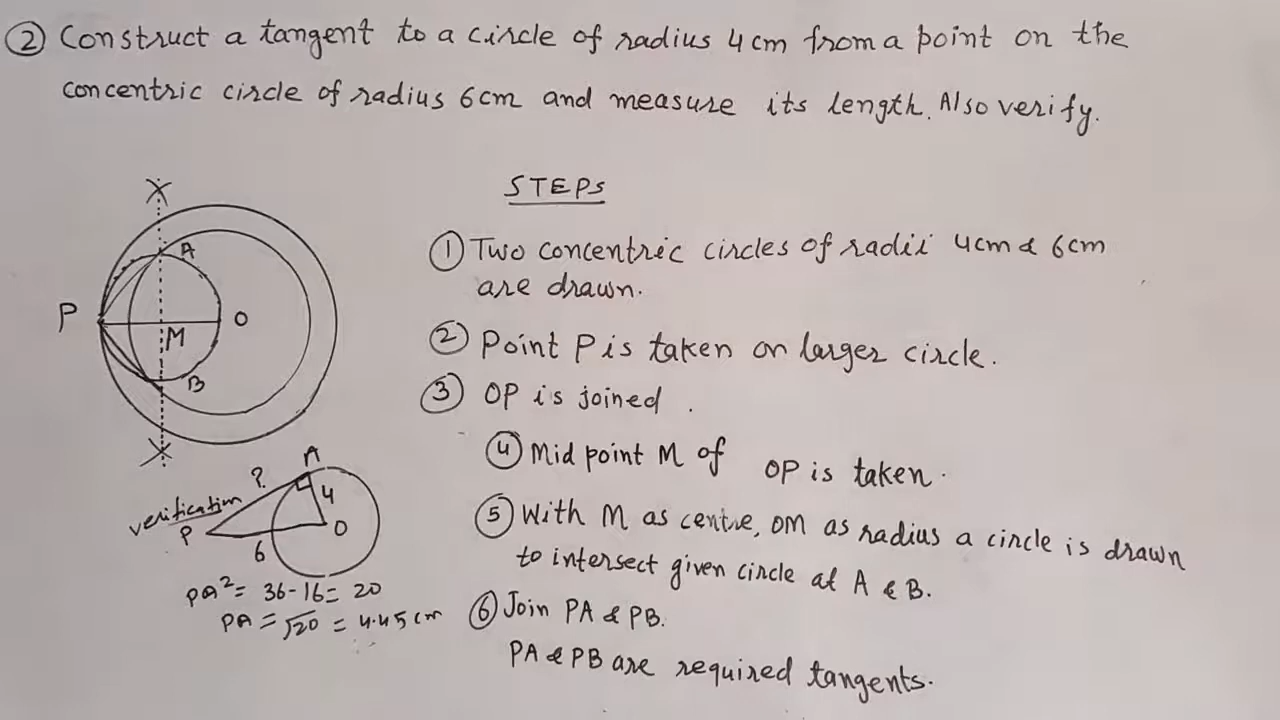 ② Construct a tangent to a circle of radius 4cm from a point on the
concentric circle of radius 6cm and measure its length. Also verify.
STEPS
① Two concentric circles of radii 4cm & 6cm
are drawn.
② Point P is taken on larger circle.
③ OP is joined.
④ Mid point M of OP is taken.
⑤ With M as centre, OM as radius a circle is drawn
to intersect given circle at A & B.
⑥ Join PA & PB.
PA & PB are required tangents.
A
P
M
O
B
verification
?
A
4
P
O
6
PA² = 36-16 = 20
PA = √20 = 4.45 cm